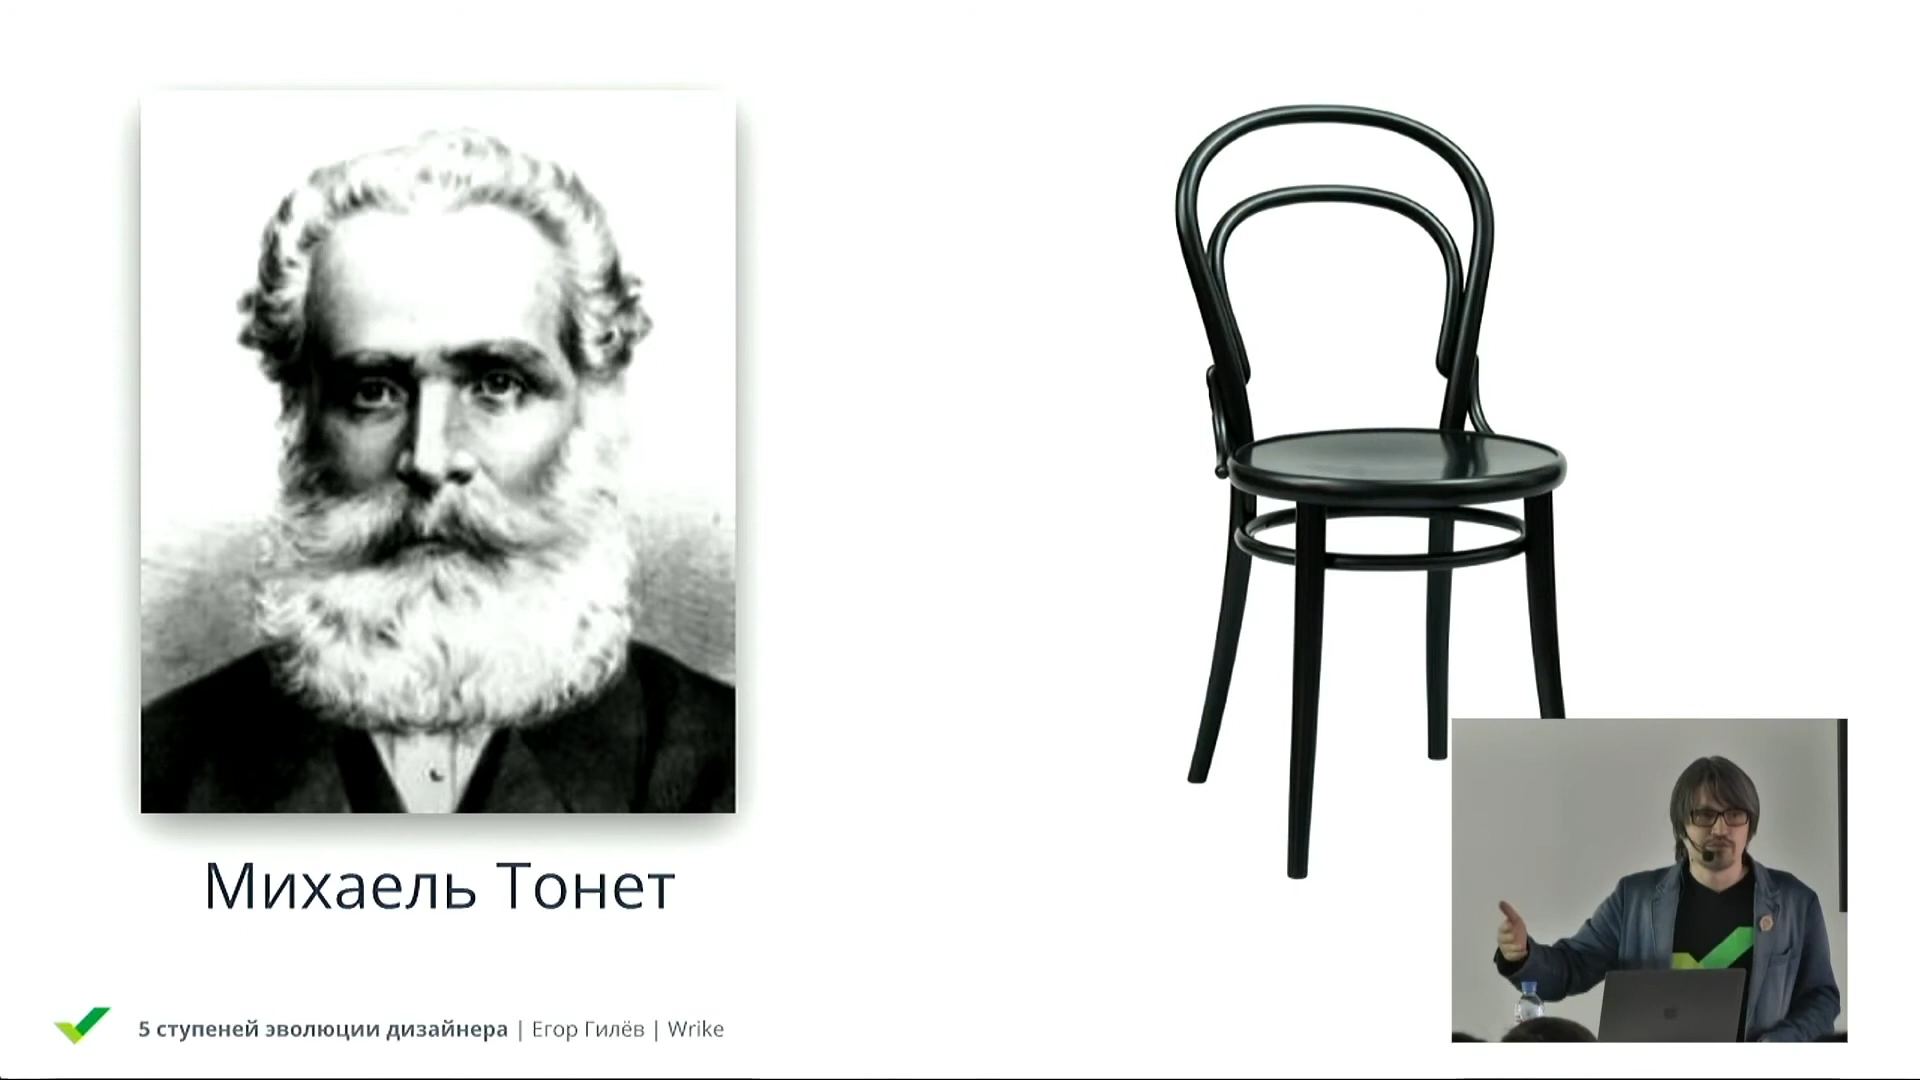 Михаель Тонет
5 ступеней эволюции дизайнера | Егор Гилёв | Wrike